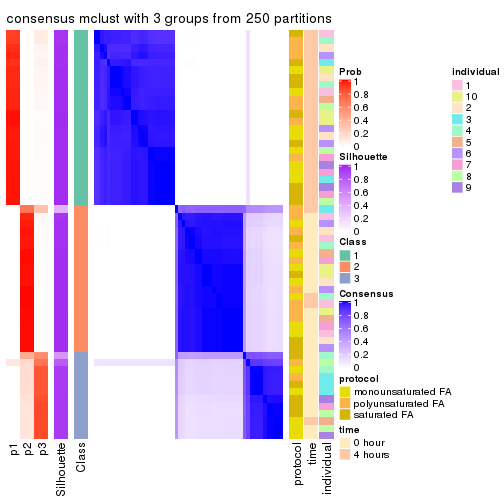 consensus mclust with 3 groups from 250 partitions
Prob
1
0.8
0.6
0.4
0.2
0
Silhouette
1
0.8
0.6
0.4
0.2
0
Class
1
2
3
Consensus
1
0.8
0.6
0.4
0.2
0
protocol
monounsaturated FA
polyunsaturated FA
saturated FA
time
0 hour
4 hours
individual
1
10
2
3
4
5
6
7
8
9
p1
p2
p3
Silhouette
Class
protocol
time
individual